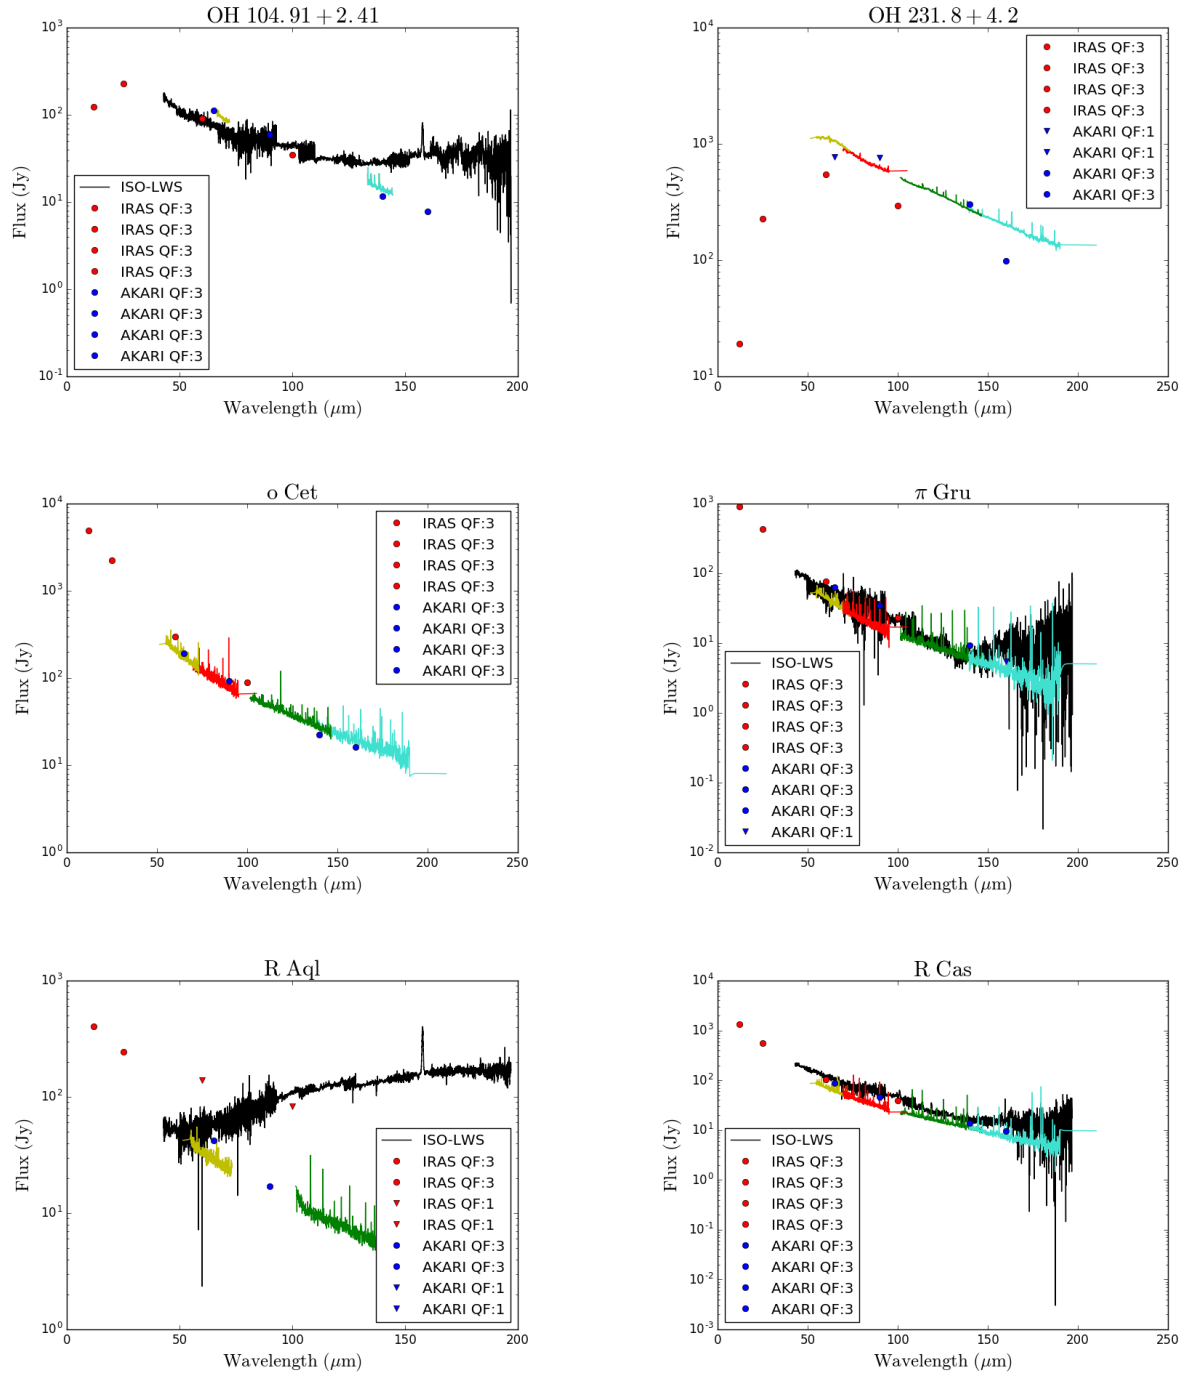 OH 104.91+2.41
10³
10²
10¹
10⁰
10⁻¹
Flux (Jy)
ISO-LWS
IRAS QF:3
IRAS QF:3
IRAS QF:3
IRAS QF:3
AKARI QF:3
AKARI QF:3
AKARI QF:3
AKARI QF:3
0 50 100 150 200
Wavelength (μm)
OH 231.8+4.2
10⁴
10³
10²
10¹
Flux (Jy)
IRAS QF:3
IRAS QF:3
IRAS QF:3
IRAS QF:3
AKARI QF:1
AKARI QF:1
AKARI QF:3
AKARI QF:3
0 50 100 150 200 250
Wavelength (μm)
o Cet
10⁴
10³
10²
10¹
10⁰
Flux (Jy)
IRAS QF:3
IRAS QF:3
IRAS QF:3
IRAS QF:3
AKARI QF:3
AKARI QF:3
AKARI QF:3
AKARI QF:3
0 50 100 150 200 250
Wavelength (μm)
π Gru
10³
10²
10¹
10⁰
10⁻¹
10⁻²
Flux (Jy)
ISO-LWS
IRAS QF:3
IRAS QF:3
IRAS QF:3
IRAS QF:3
AKARI QF:3
AKARI QF:3
AKARI QF:3
AKARI QF:1
0 50 100 150 200 250
Wavelength (μm)
R Aql
10³
10²
10¹
10⁰
Flux (Jy)
ISO-LWS
IRAS QF:3
IRAS QF:3
IRAS QF:1
IRAS QF:1
AKARI QF:3
AKARI QF:3
AKARI QF:1
AKARI QF:1
0 50 100 150 200
Wavelength (μm)
R Cas
10⁴
10³
10²
10¹
10⁰
10⁻¹
10⁻²
10⁻³
Flux (Jy)
ISO-LWS
IRAS QF:3
IRAS QF:3
IRAS QF:3
IRAS QF:3
AKARI QF:3
AKARI QF:3
AKARI QF:3
AKARI QF:3
0 50 100 150 200 250
Wavelength (μm)